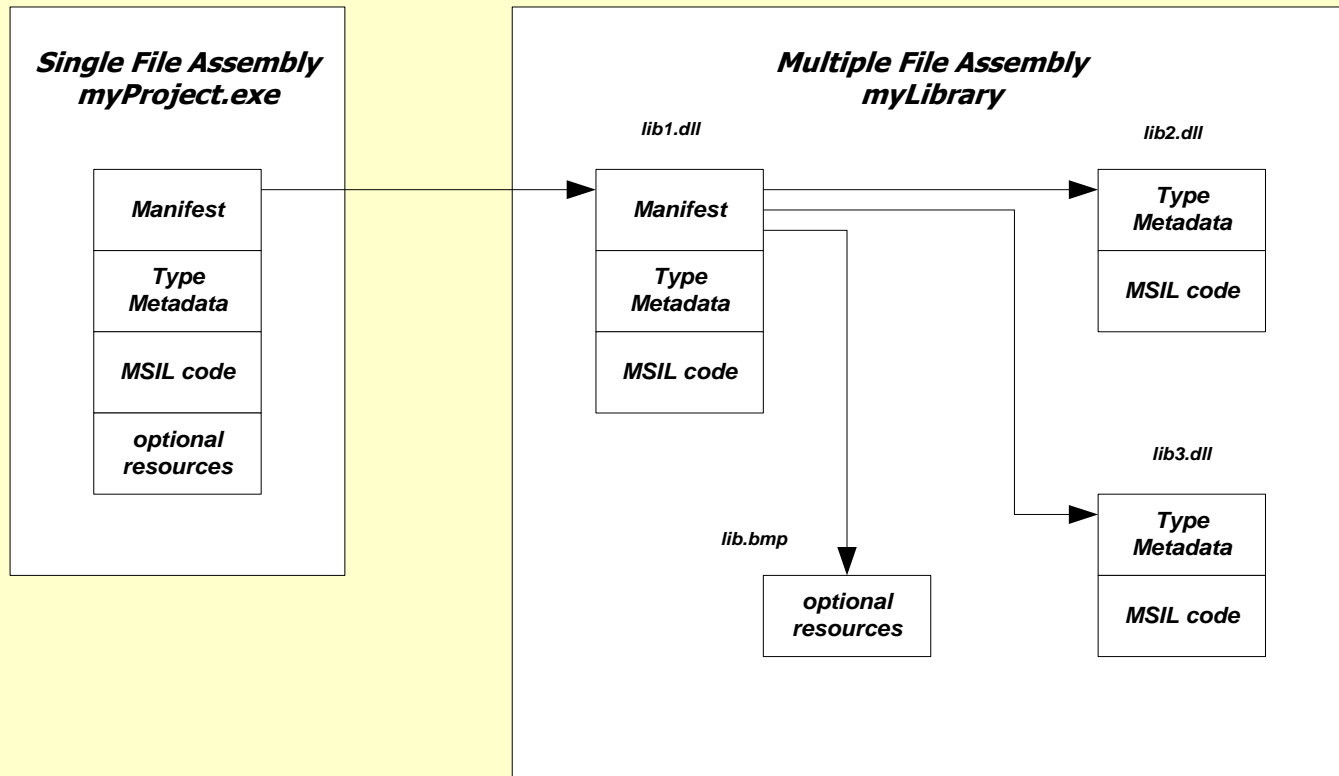 Single File Assembly
myProject.exe
Manifest
Type
Metadata
MSIL code
optional
resources
Multiple File Assembly
myLibrary
lib1.dll
Manifest
Type
Metadata
MSIL code
lib2.dll
Type
Metadata
MSIL code
lib3.dll
Type
Metadata
MSIL code
lib.bmp
optional
resources